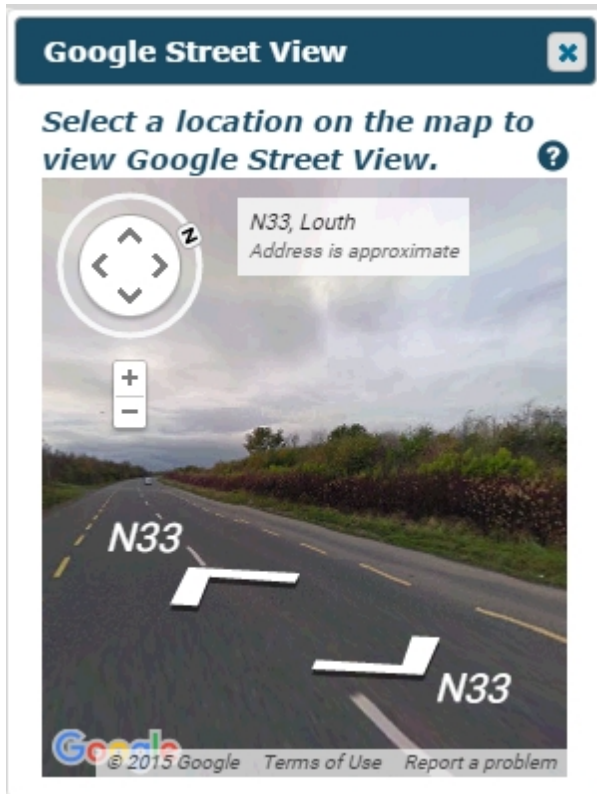 Google Street View
Select a location on the map to
view Google Street View.
?
N
N33, Louth
Address is approximate
+
−
N33
N33
Google
© 2015 Google Terms of Use Report a problem